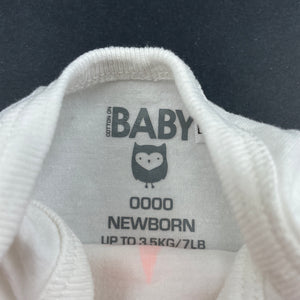 COTTON ON
BABY
0000
NEWBORN
UP TO 3.5KG/7LB